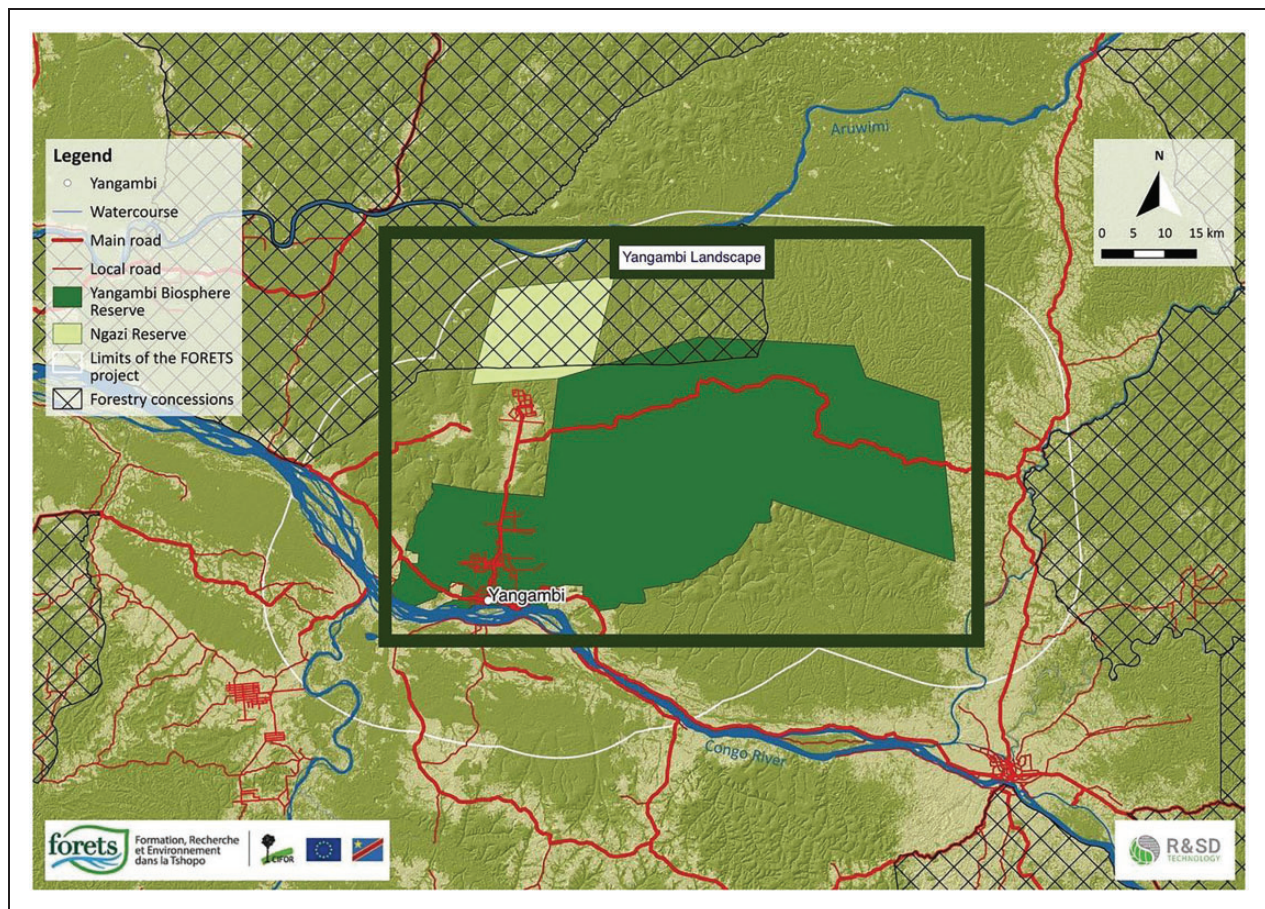 Aruwimi
Legend
Yangambi
Watercourse
Main road
Local road
Yangambi Biosphere
Reserve
Ngazi Reserve
Limits of the FORETS
project
Forestry concessions
N
0 5 10 15 km
Yangambi Landscape
Yangambi
Congo River
forets
Formation, Recherche
et Environnement
dans la Tshopo
CIFOR
R&SD
TECHNOLOGY